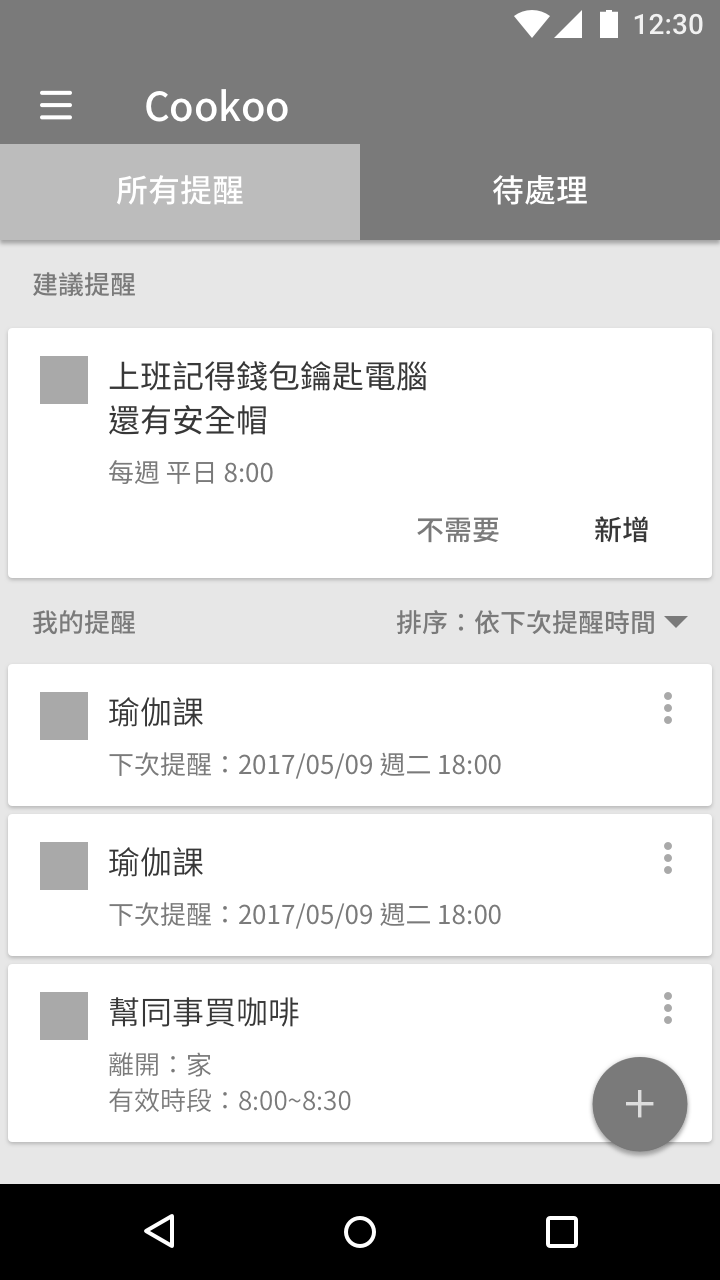 12:30
Cookoo
所有提醒
待處理
建議提醒
上班記得錢包鑰匙電腦
還有安全帽
每週 平日 8:00
不需要
新增
我的提醒
排序：依下次提醒時間
瑜伽課
下次提醒：2017/05/09 週二 18:00
瑜伽課
下次提醒：2017/05/09 週二 18:00
幫同事買咖啡
離開：家
有效時段：8:00~8:30